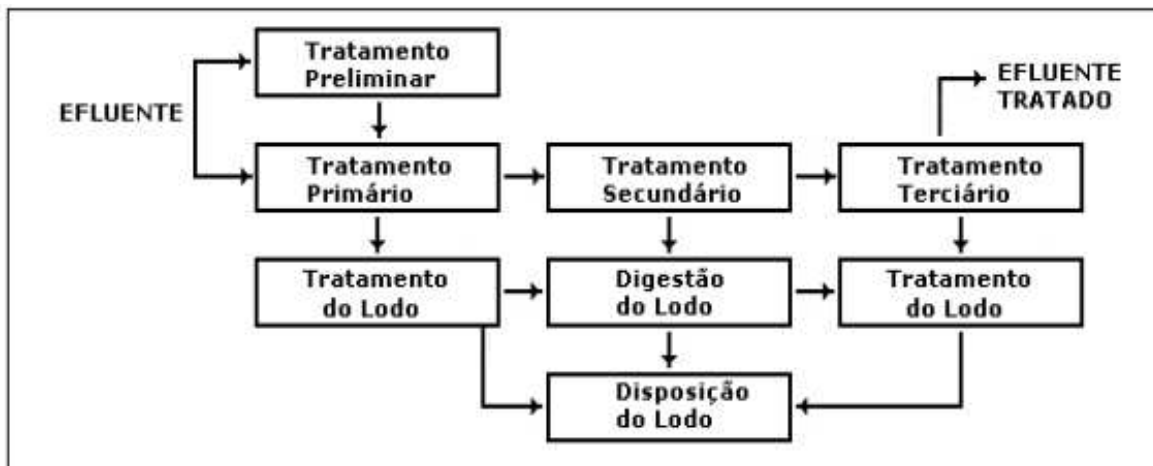 Tratamento
Preliminar
EFLUENTE
EFLUENTE
TRATADO
Tratamento
Primário
Tratamento
Secundário
Tratamento
Terciário
Tratamento
do Lodo
Digestão
do Lodo
Tratamento
do Lodo
Disposição
do Lodo